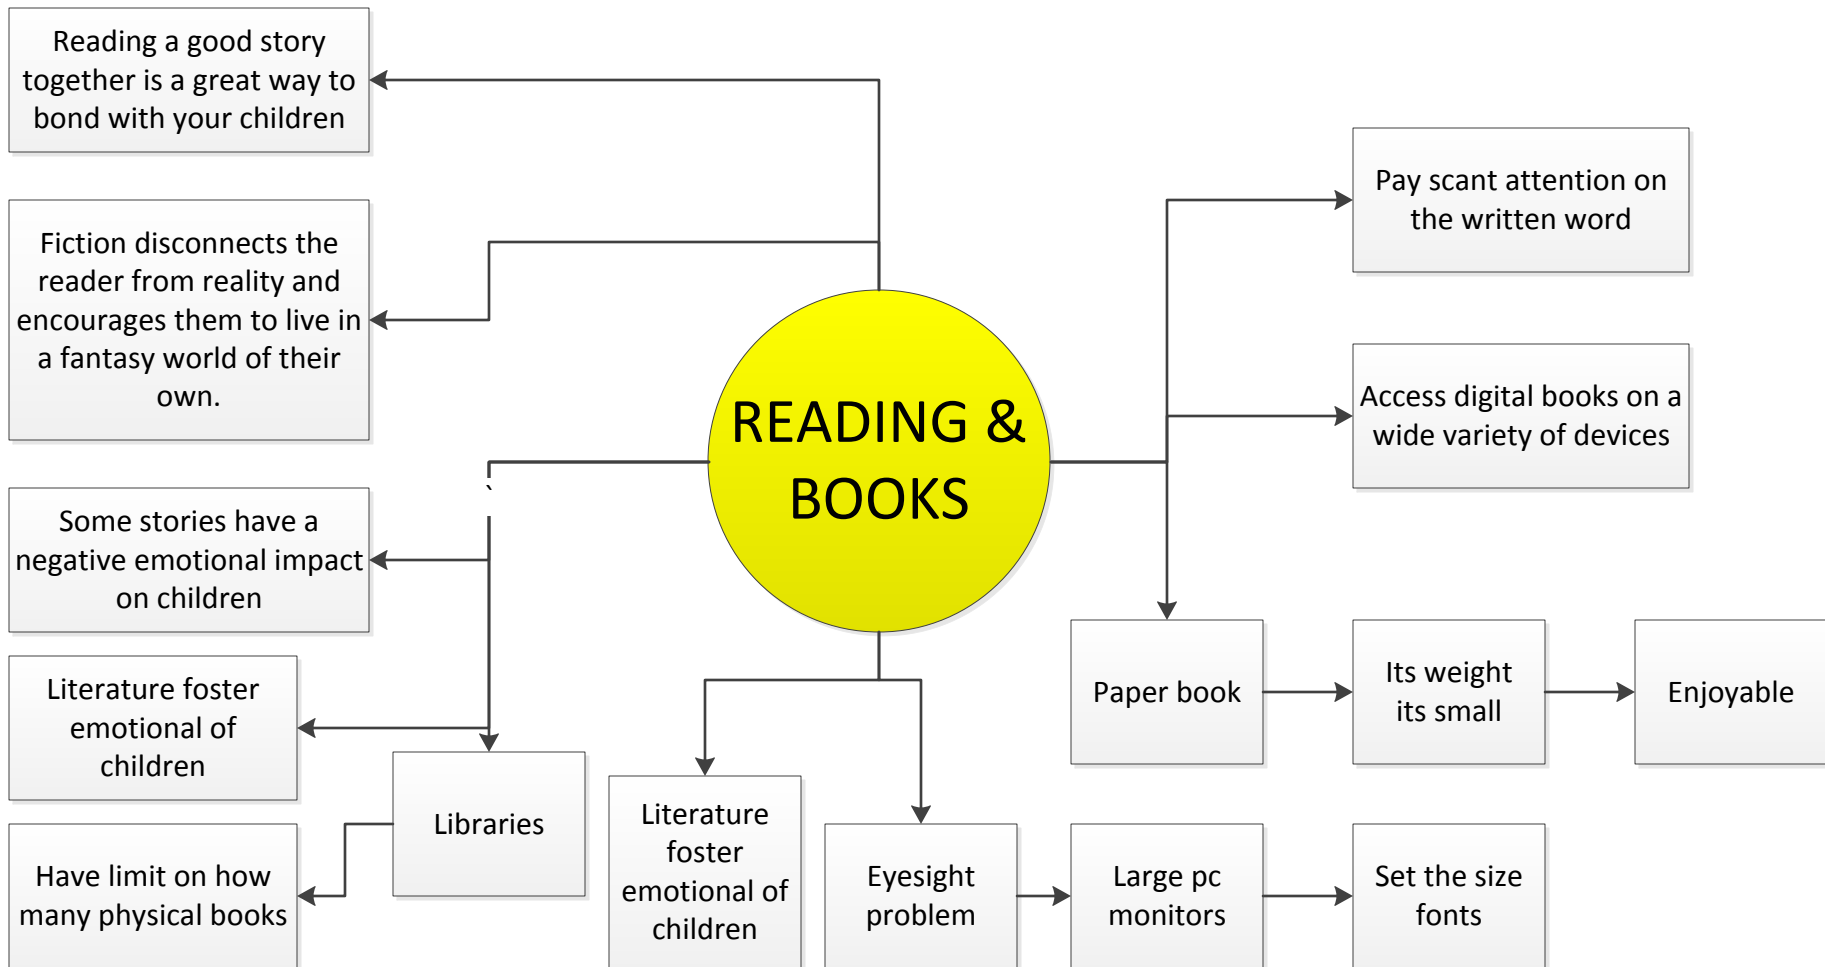 Reading a good story
together is a great way to
bond with your children
Fiction disconnects the
reader from reality and
encourages them to live in
a fantasy world of their
own.
Some stories have a
negative emotional impact
on children
Literature foster
emotional of
children
Have limit on how
many physical books
Libraries
`
READING &
BOOKS
Literature
foster
emotional of
children
Eyesight
problem
Large pc
monitors
Set the size
fonts
Pay scant attention on
the written word
Access digital books on a
wide variety of devices
Paper book
Its weight
its small
Enjoyable